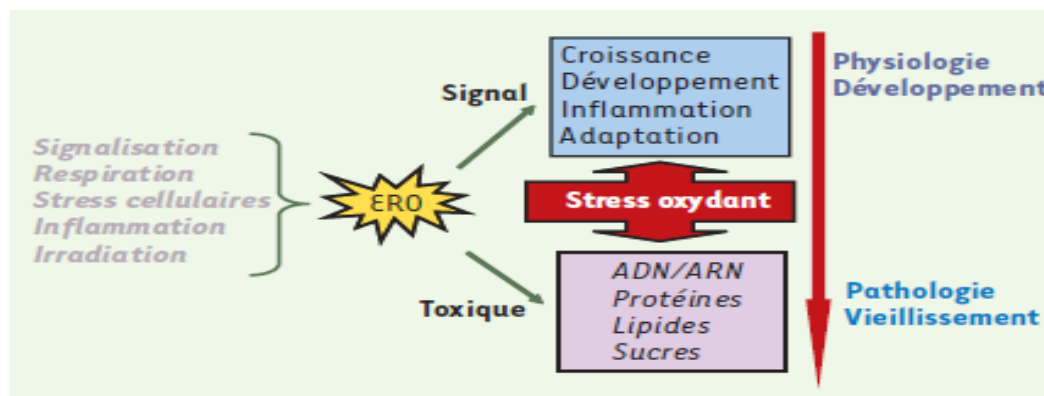 Signalisation
Respiration
Stress cellulaires
Inflammation
Irradiation
ERO
Signal
Toxique
Croissance
Développement
Inflammation
Adaptation
Stress oxydant
ADN/ARN
Protéines
Lipides
Sucres
Physiologie
Développement
Pathologie
Vieillissement